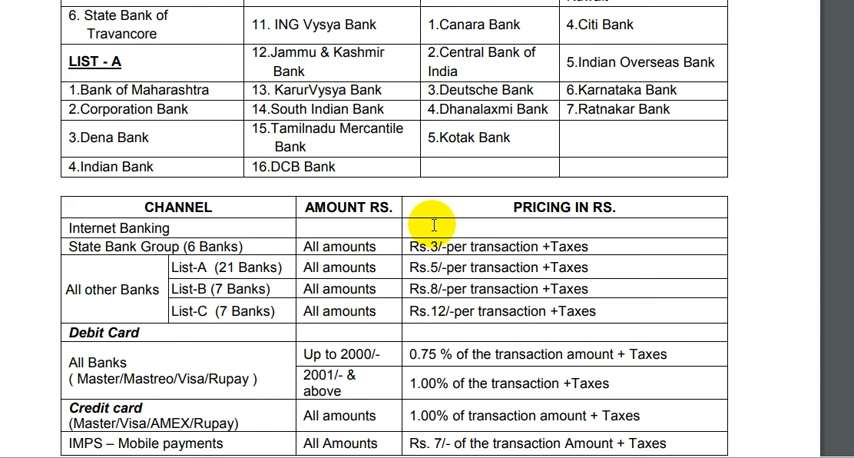 6. State Bank of Travancore 11. ING Vysya Bank 1.Canara Bank 4.Citi Bank
LIST - A 12.Jammu & Kashmir Bank 2.Central Bank of India 5.Indian Overseas Bank
1.Bank of Maharashtra 13. KarurVysya Bank 3.Deutsche Bank 6.Karnataka Bank
2.Corporation Bank 14.South Indian Bank 4.Dhanalaxmi Bank 7.Ratnakar Bank
3.Dena Bank 15.Tamilnadu Mercantile Bank 5.Kotak Bank
4.Indian Bank 16.DCB Bank
CHANNEL AMOUNT RS. PRICING IN RS.
Internet Banking
State Bank Group (6 Banks) All amounts Rs.3/-per transaction +Taxes
All other Banks
List-A (21 Banks) All amounts Rs.5/-per transaction +Taxes
List-B (7 Banks) All amounts Rs.8/-per transaction +Taxes
List-C (7 Banks) All amounts Rs.12/-per transaction +Taxes
Debit Card
All Banks
( Master/Mastreo/Visa/Rupay )
Up to 2000/- 0.75 % of the transaction amount + Taxes
2001/- & above 1.00% of the transaction +Taxes
Credit card
(Master/Visa/AMEX/Rupay) All amounts 1.00% of transaction amount + Taxes
IMPS – Mobile payments All Amounts Rs. 7/- of the transaction Amount + Taxes